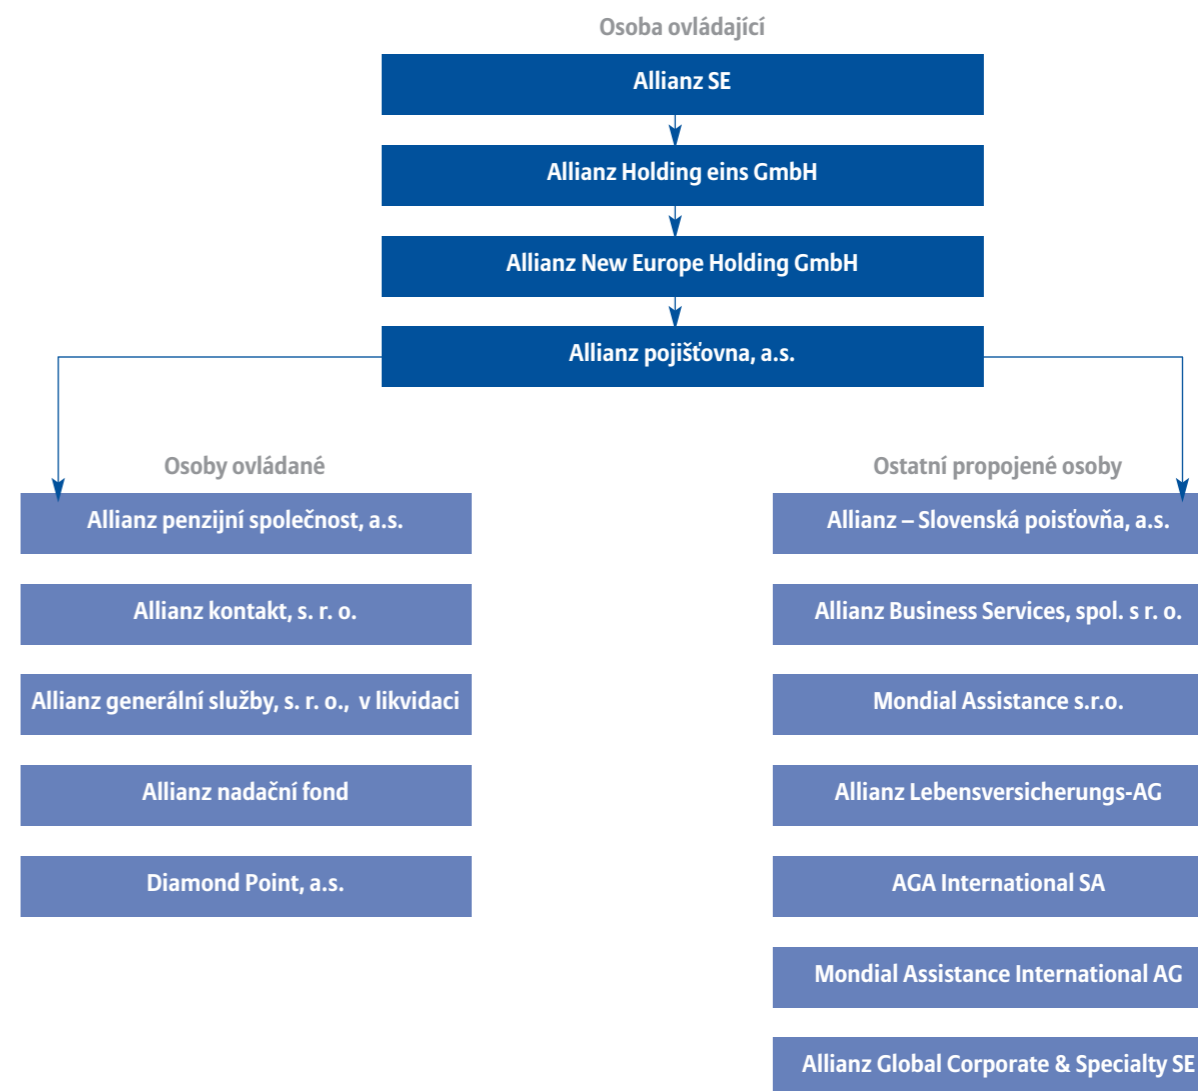 Osoba ovládající
Allianz SE
Allianz Holding eins GmbH
Allianz New Europe Holding GmbH
Allianz pojišťovna, a.s.
Osoby ovládané
Allianz penzijní společnost, a.s.
Allianz kontakt, s. r. o.
Allianz generální služby, s. r. o., v likvidaci
Allianz nadační fond
Diamond Point, a.s.
Ostatní propojené osoby
Allianz – Slovenská poisťovňa, a.s.
Allianz Business Services, spol. s r. o.
Mondial Assistance s.r.o.
Allianz Lebensversicherungs-AG
AGA International SA
Mondial Assistance International AG
Allianz Global Corporate & Specialty SE